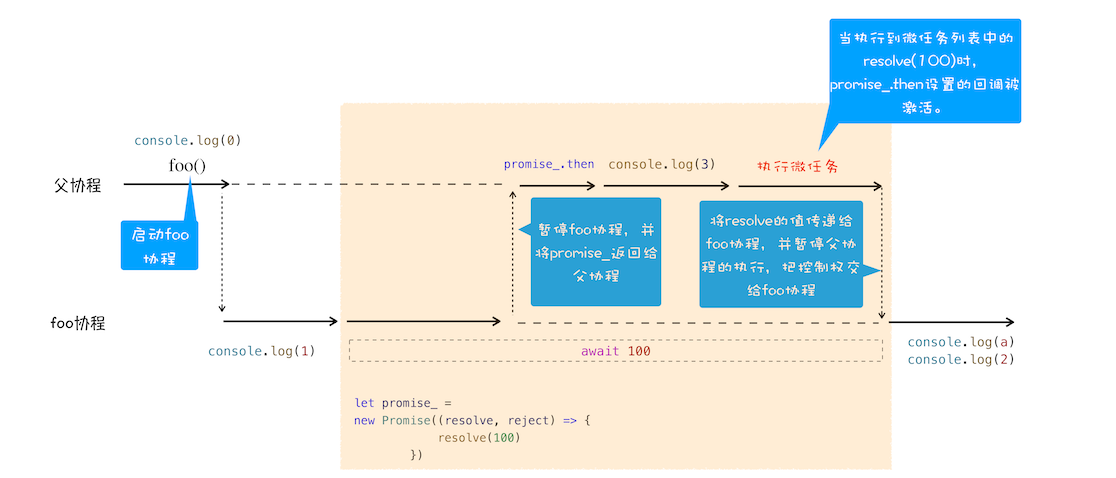 当执行到微任务列表中的
resolve(100)时,
promise_.then设置的回调被
激活。
console.log(0)
foo()
promise_.then
console.log(3)
执行微任务
父协程
启动foo
协程
暂停foo协程，并
将promise_返回给
父协程
将resolve的值传递给
foo协程，并暂停父协
程的执行，把控制权交
给foo协程
foo协程
console.log(1)
await 100
console.log(a)
console.log(2)
let promise_ =
new Promise((resolve, reject) => {
resolve(100)
})